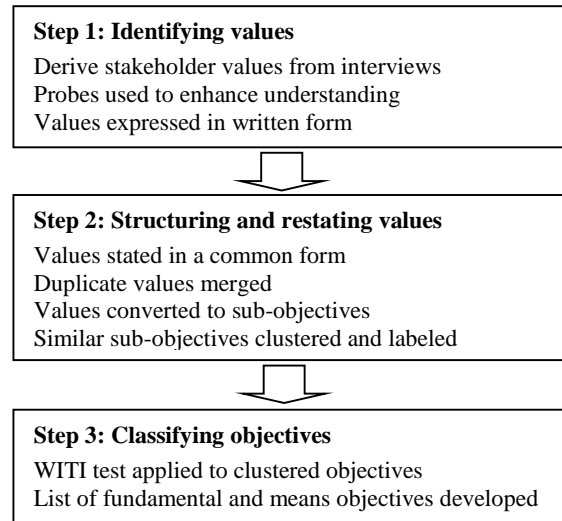 Step 1: Identifying values
Derive stakeholder values from interviews
Probes used to enhance understanding
Values expressed in written form
Step 2: Structuring and restating values
Values stated in a common form
Duplicate values merged
Values converted to sub-objectives
Similar sub-objectives clustered and labeled
Step 3: Classifying objectives
WITI test applied to clustered objectives
List of fundamental and means objectives developed